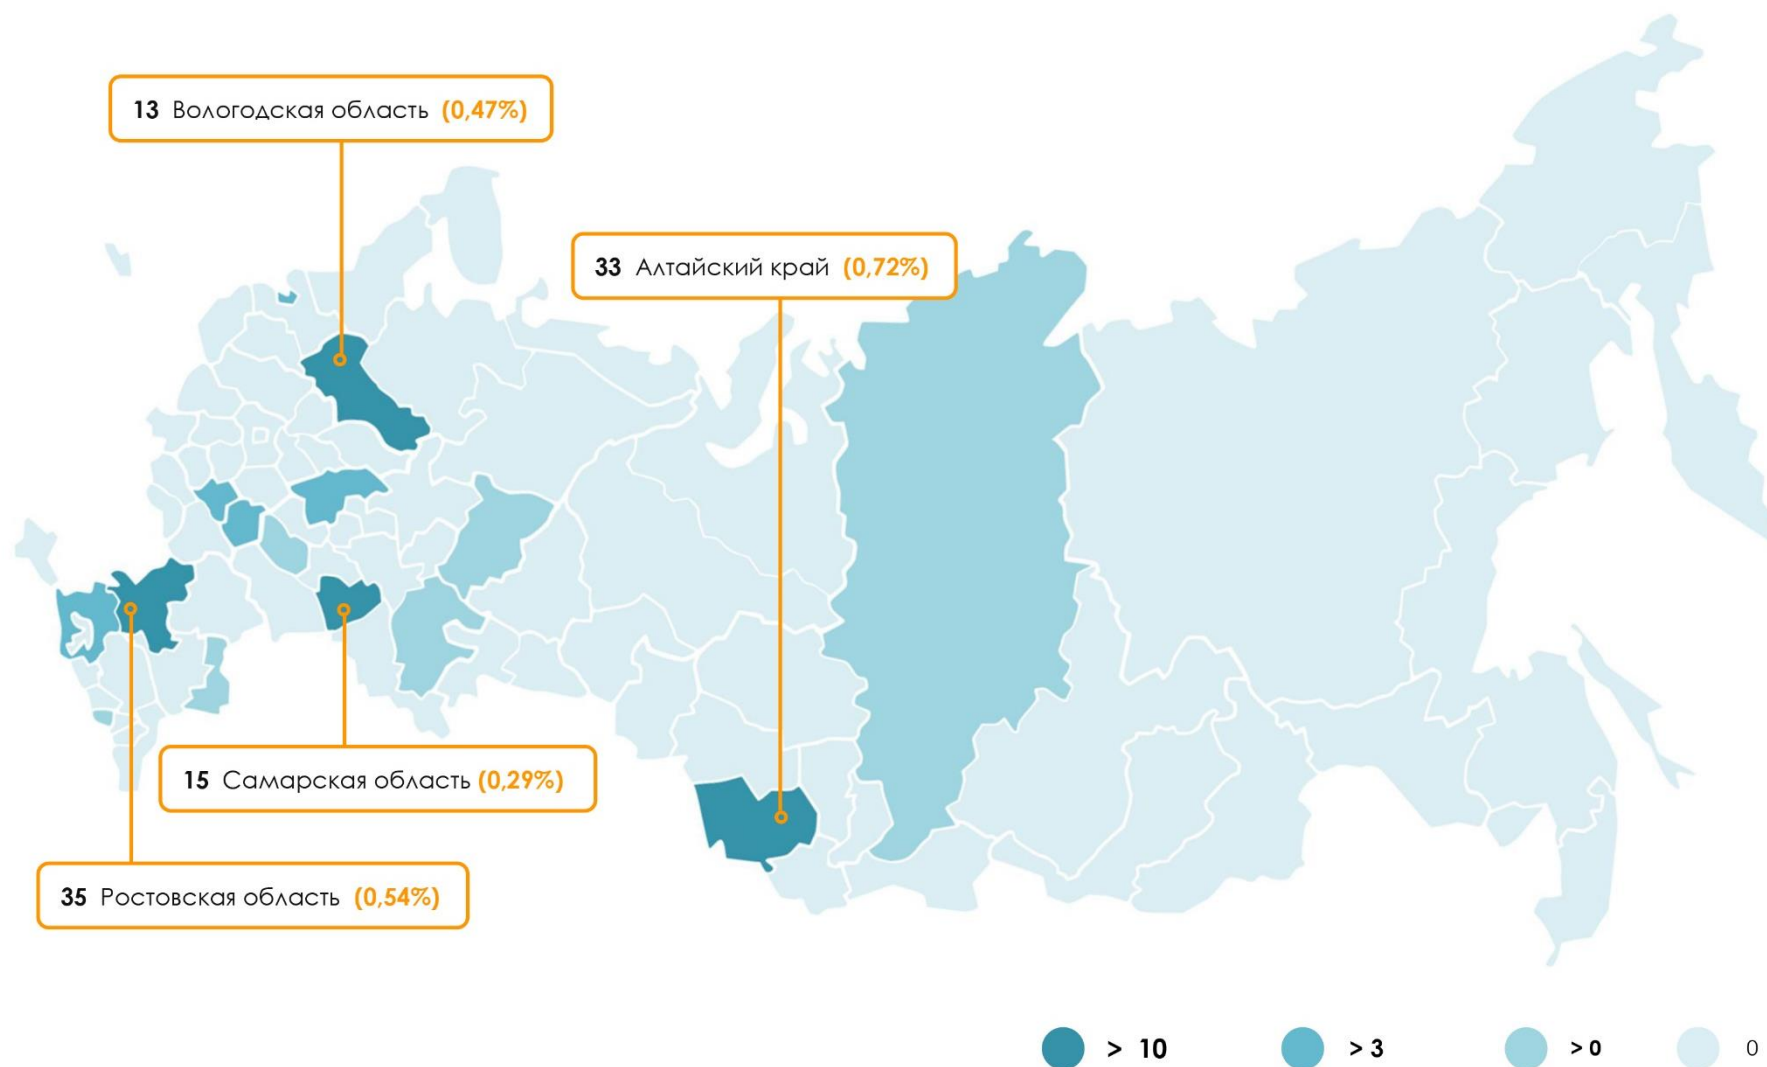 13 Вологодская область (0,47%)
33 Алтайский край (0,72%)
15 Самарская область (0,29%)
35 Ростовская область (0,54%)
> 10
> 3
> 0
0